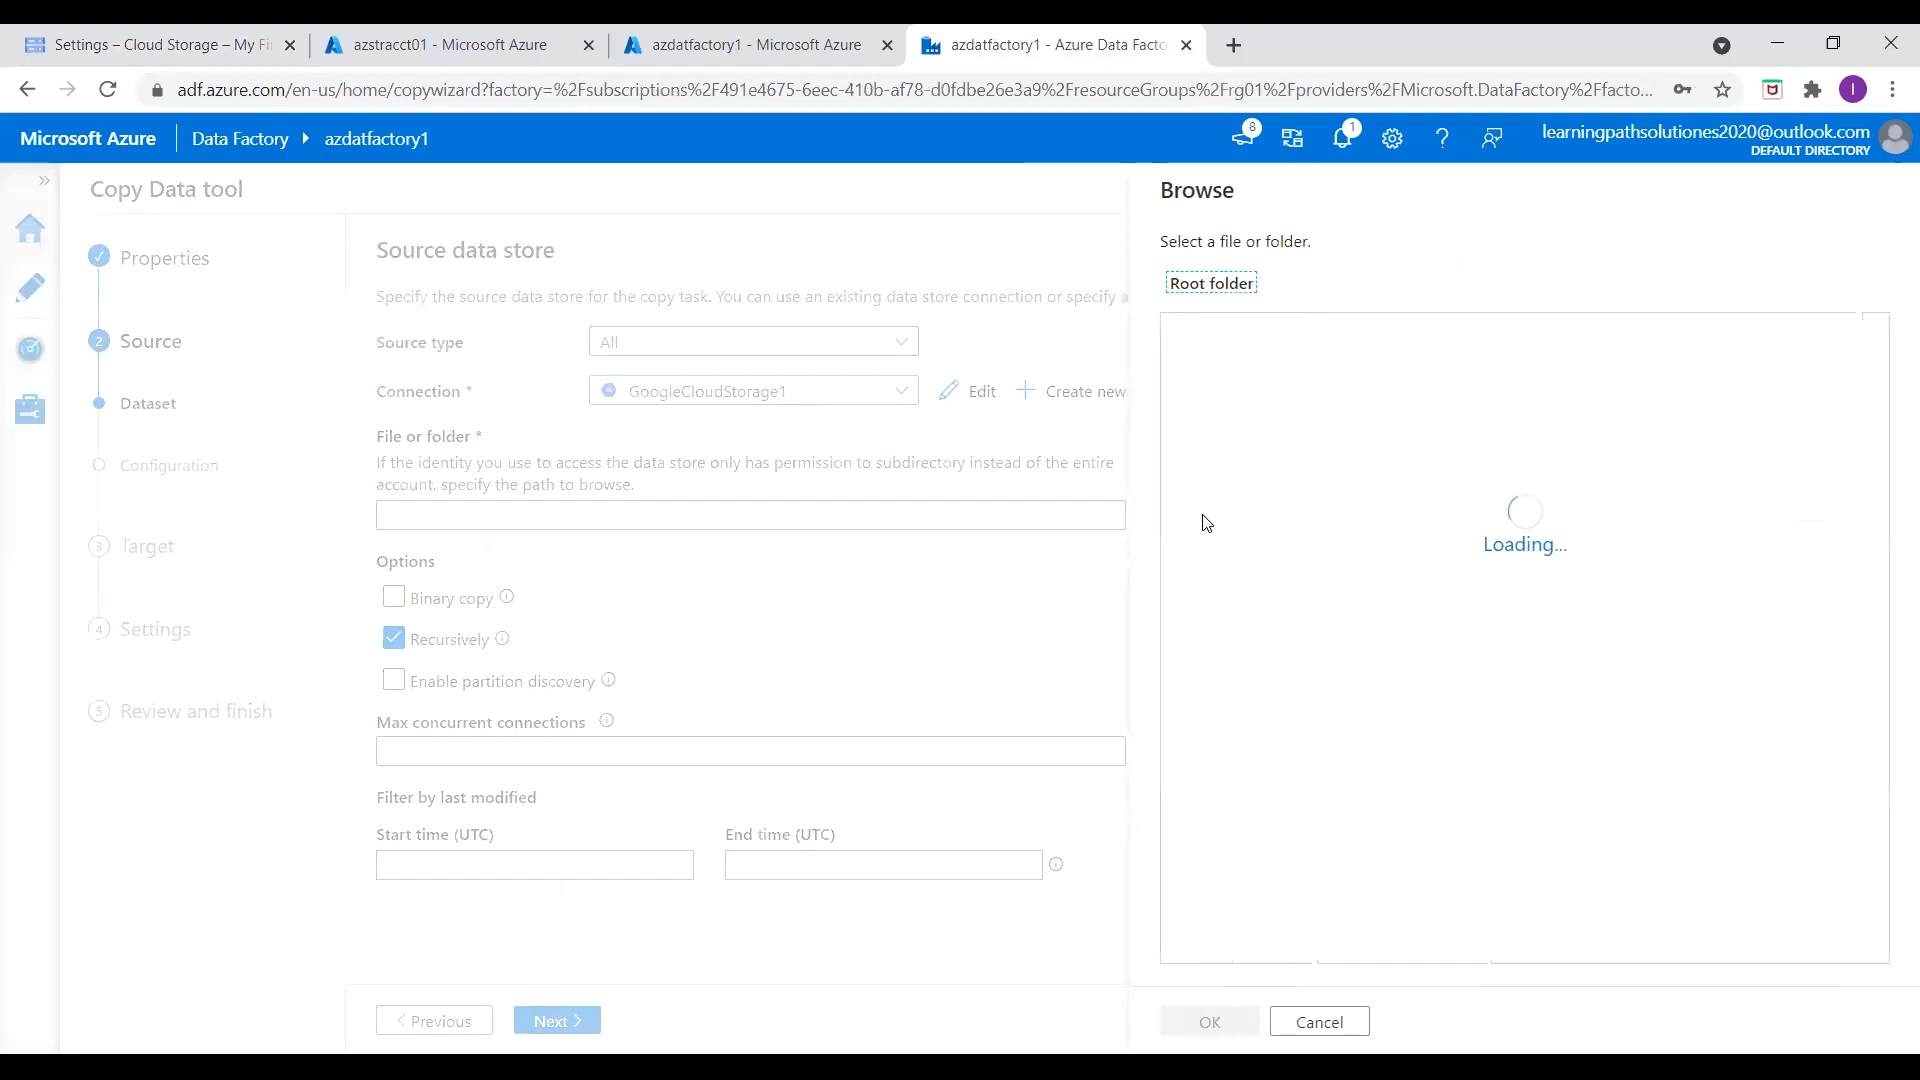 Settings – Cloud Storage – My Fi
azstracct01 - Microsoft Azure
azdatfactory1 - Microsoft Azure
azdatfactory1 - Azure Data Facto
adf.azure.com/en-us/home/copywizard?factory=%2Fsubscriptions%2F491e4675-6eec-410b-af78-d0fdbe26e3a9%2FresourceGroups%2Frg01%2Fproviders%2FMicrosoft.DataFactory%2Ffacto...
I
Microsoft Azure
Data Factory
azdatfactory1
8
1
learningpathsolutiones2020@outlook.com
DEFAULT DIRECTORY
Copy Data tool
Properties
2 Source
Dataset
Configuration
3 Target
4 Settings
5 Review and finish
Source data store
Specify the source data store for the copy task. You can use an existing data store connection or specify a
Source type
All
Connection *
GoogleCloudStorage1
Edit
Create new
File or folder *
If the identity you use to access the data store only has permission to subdirectory instead of the entire
account, specify the path to browse.
Options
Binary copy
Recursively
Enable partition discovery
Max concurrent connections
Filter by last modified
Start time (UTC)
End time (UTC)
Previous
Next
Browse
Select a file or folder.
Root folder
Loading...
OK
Cancel